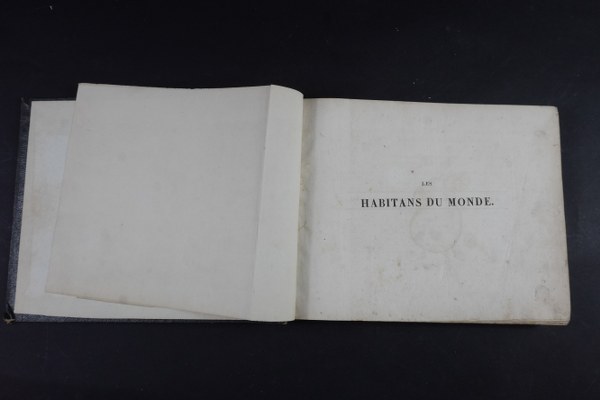 LES
HABITANS DU MONDE.